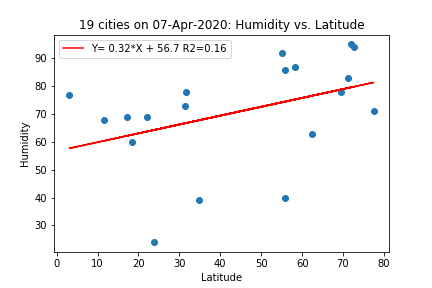 19 cities on 07-Apr-2020: Humidity vs. Latitude
Y= 0.32*X + 56.7 R2=0.16
90
80
70
60
50
40
30
Humidity
0 10 20 30 40 50 60 70 80
Latitude